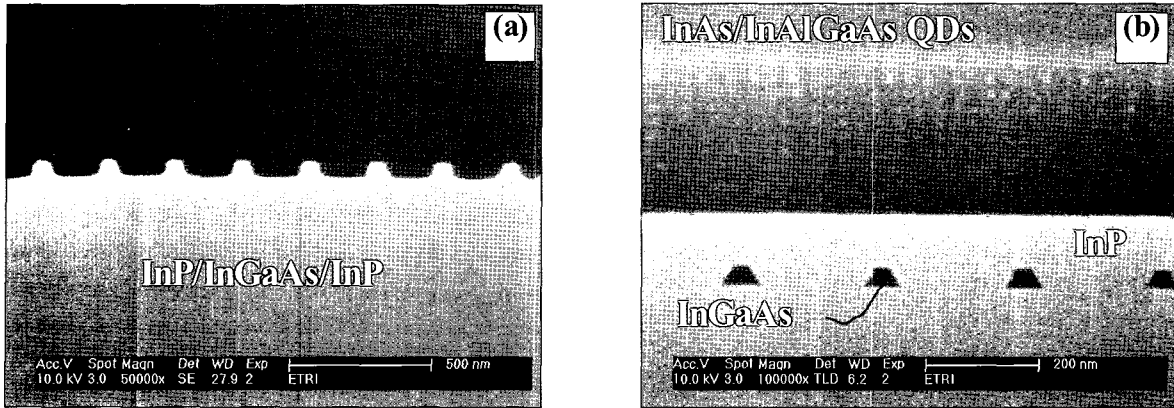 (a)
InP/InGaAs/InP
Acc.V Spot Magn Det WD Exp 500 nm
10.0 kV 3.0 50000x SE 27.9 2 ETRI
InAs/InAlGaAs QDs
(b)
InP
InGaAs
Acc.V Spot Magn Det WD Exp 200 nm
10.0 kV 3.0 100000x TLD 6.2 2 ETRI